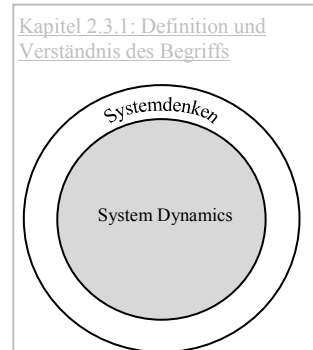 Kapitel 2.3.1: Definition und
Verständnis des Begriffs
Systemdenken
System Dynamics